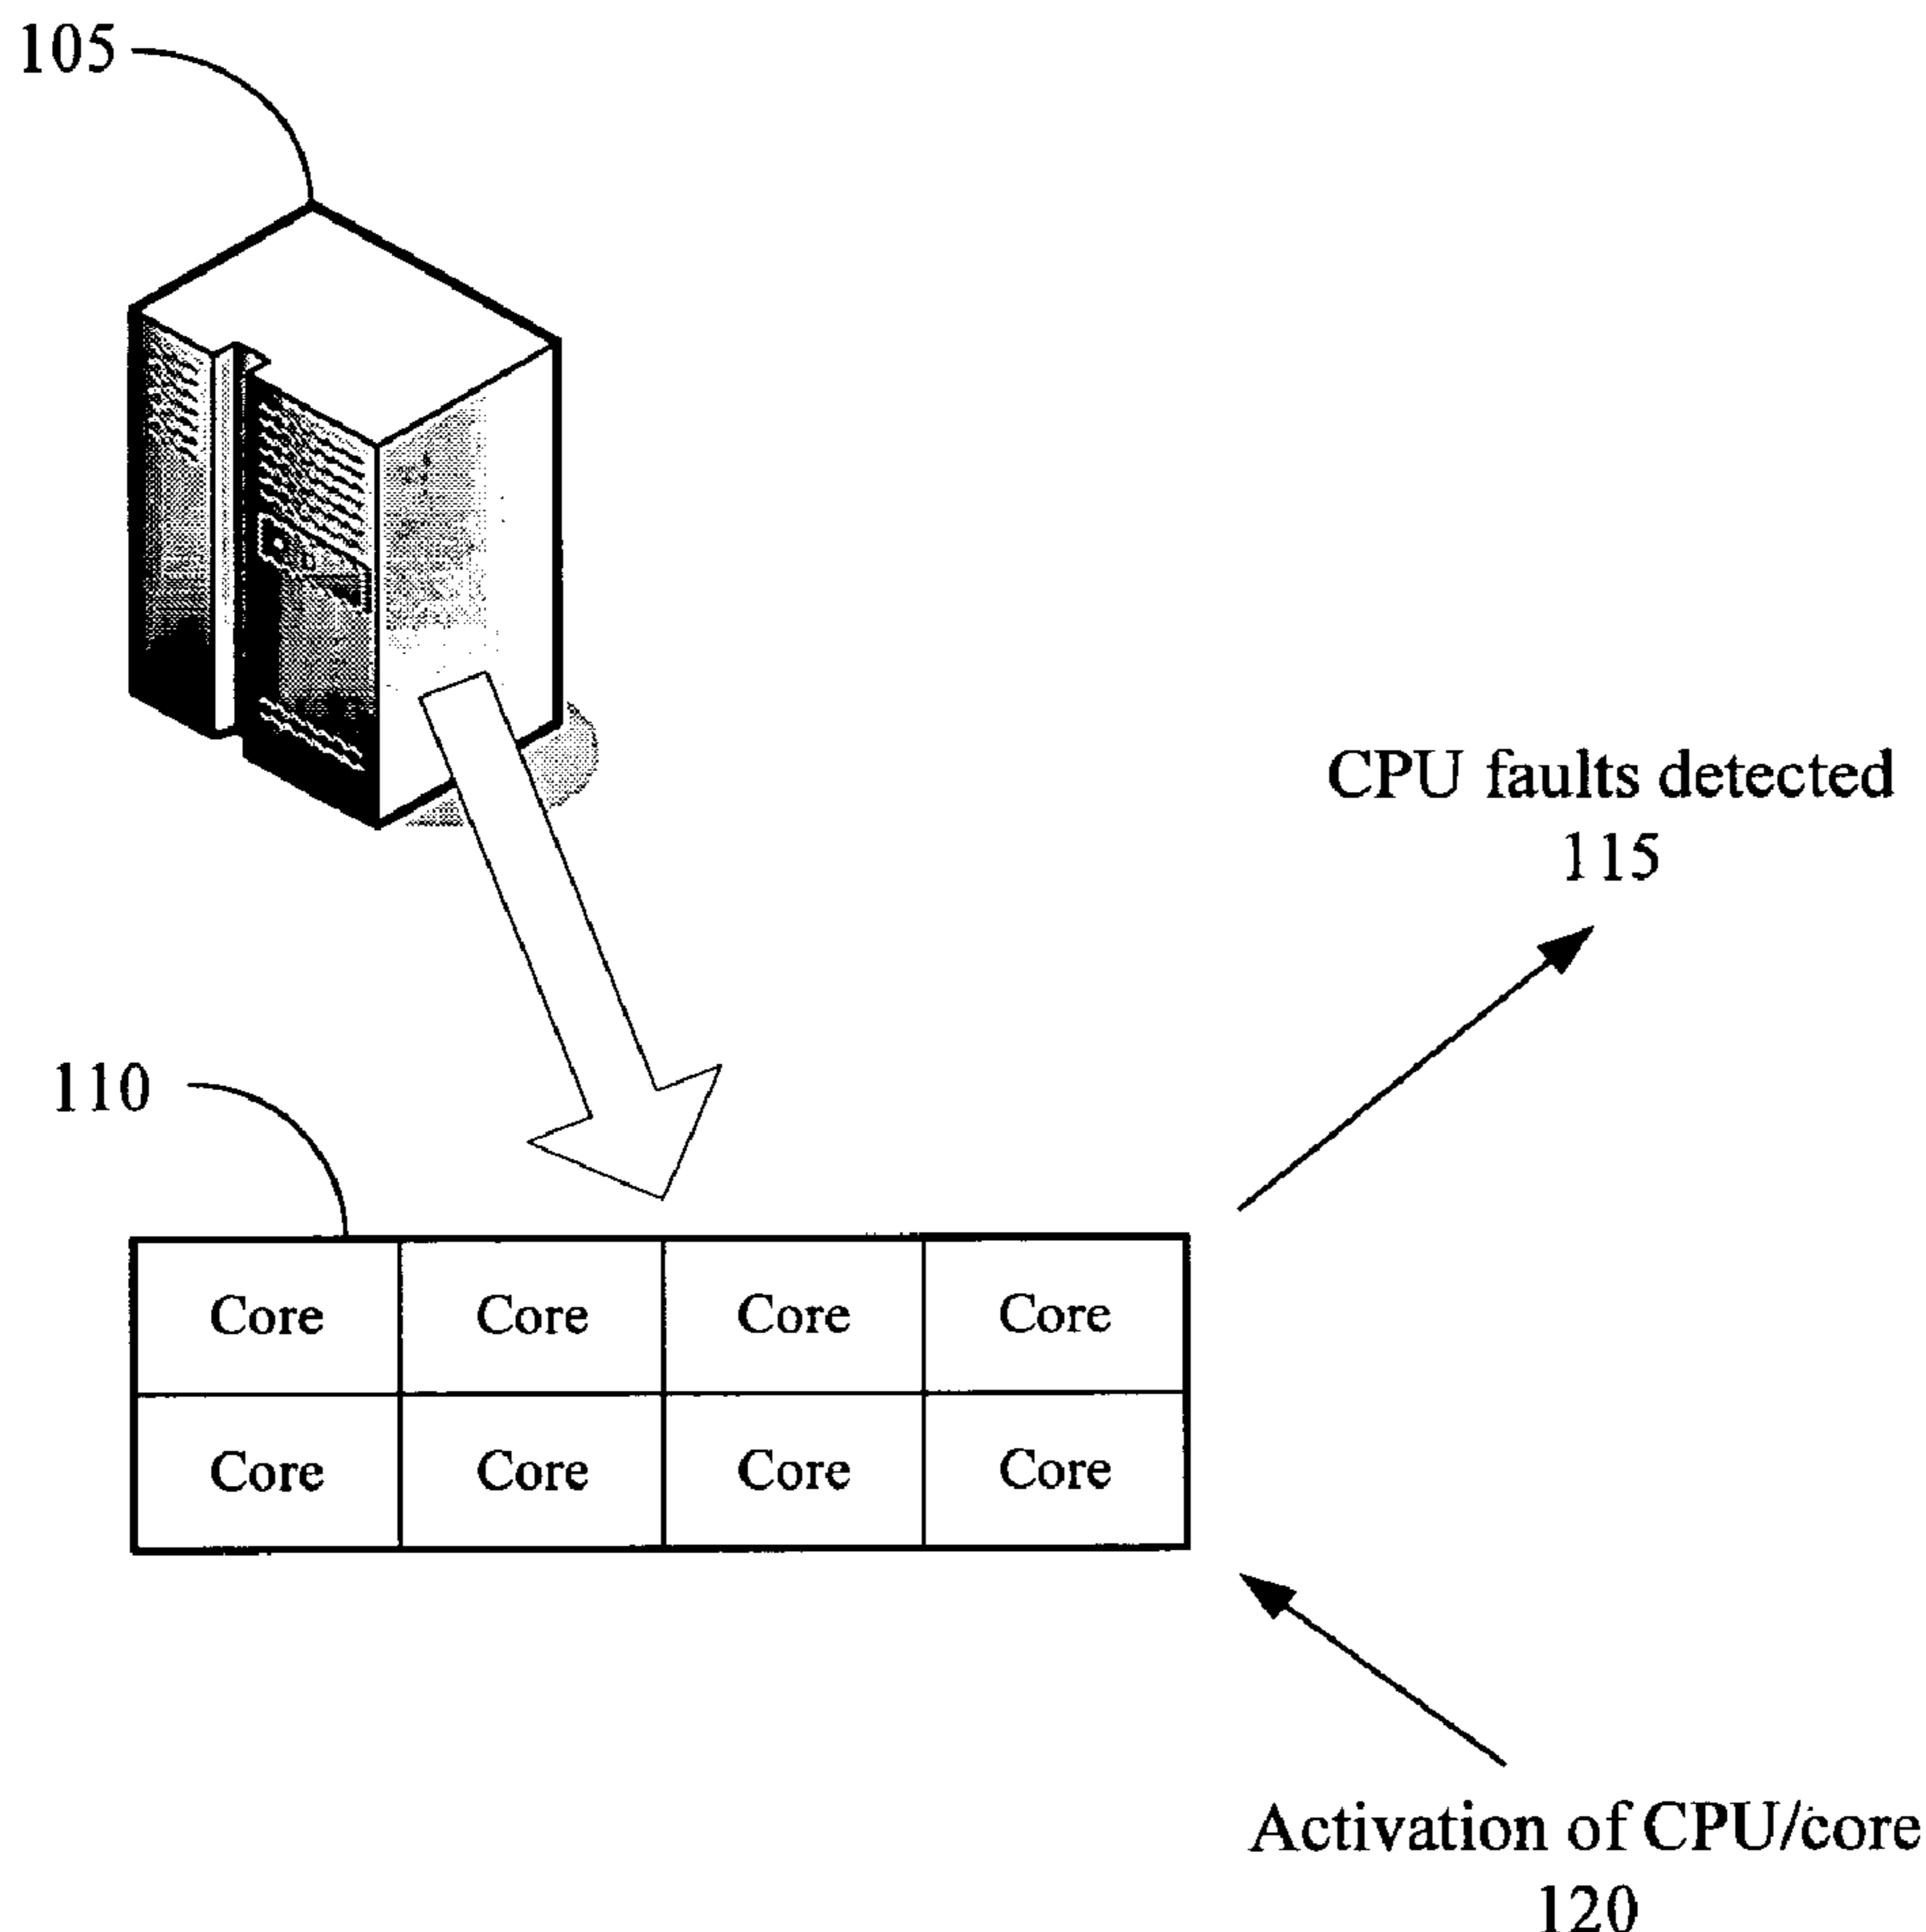 105
CPU faults detected
115
110
Core Core Core Core
Core Core Core Core
Activation of CPU/core
120